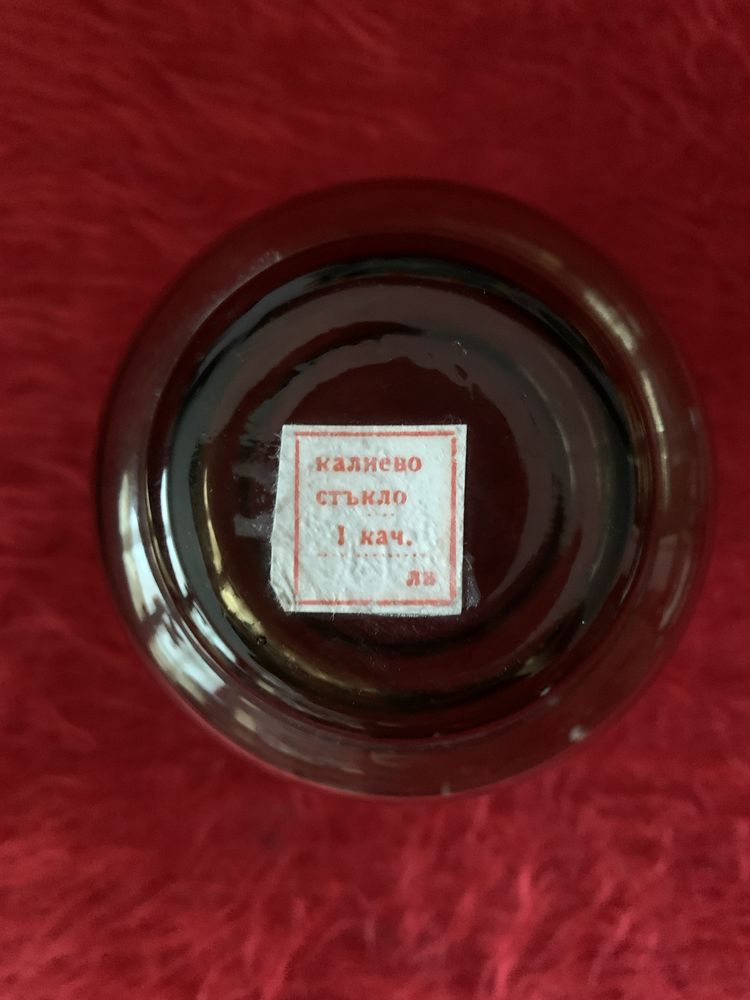 калиево
стъкло
I кач.
лв